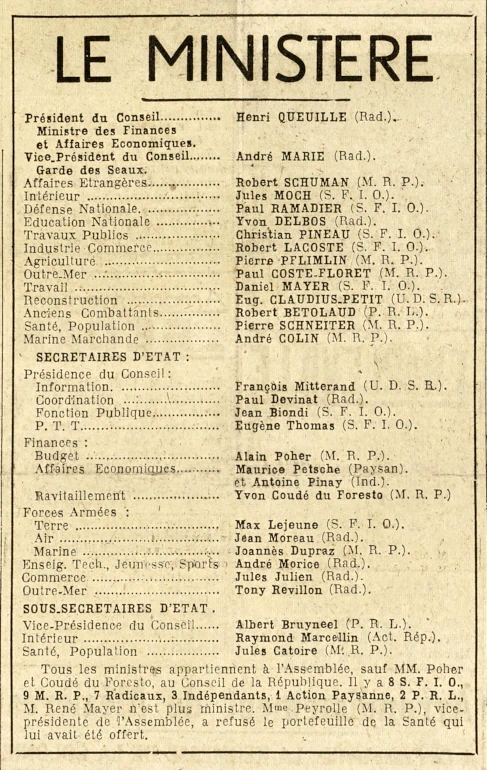 LE MINISTERE
Président du Conseil............... Henri QUEUILLE (Rad.).
Ministre des Finances
et Affaires Economiques.
Vice-Président du Conseil....... André MARIE (Rad.).
Garde des Seaux.
Affaires Etrangères............... Robert SCHUMAN (M. R. P.).
Intérieur .......................... Jules MOCH (S. F. I. O.).
Défense Nationale................. Paul RAMADIER (S. F. I. O.).
Education Nationale ............ Yvon DELBOS (Rad.).
Travaux Publics .................. Christian PINEAU (S. F. I. O.).
Industrie Commerce............... Robert LACOSTE (S. F. I. O.).
Agriculture ....................... Pierre PFLIMLIN (M. R. P.).
Outre-Mer ......................... Paul COSTE-FLORET (M. R. P.).
Travail ............................ Daniel MAYER (S. F. I. O.).
Reconstruction .................... Eug. CLAUDIUS-PETIT (U. D. S. R.).
Anciens Combattants............. Robert BETOLAUD (P. R. L.).
Santé, Population ................ Pierre SCHNEITER (M. R. P.).
Marine Marchande ................ André COLIN (M. R. P.).
SECRETAIRES D'ETAT :
Présidence du Conseil :
Information. ...................... François Mitterand (U. D. S. R.).
Coordination ...................... Paul Devinat (Rad.).
Fonction Publique................. Jean Biondi (S. F. I. O.).
P. T. T............................. Eugène Thomas (S. F. I. O.).
Finances :
Budget ............................ Alain Poher (M. R. P.).
Affaires Economiques........... Maurice Petsche (Paysan).
et Antoine Pinay (Ind.).
Ravitaillement .................... Yvon Coudé du Foresto (M. R. P.)
Forces Armées :
Terre .............................. Max Lejeune (S. F. I. O.).
Air ................................. Jean Moreau (Rad.).
Marine ............................ Joannès Dupraz (M. R. P.).
Enseig. Tech., Jeunesse, Sports André Morice (Rad.).
Commerce ......................... Jules Julien (Rad.).
Outre-Mer ......................... Tony Revillon (Rad.).
SOUS-SECRETAIRES D'ETAT.
Vice-Présidence du Conseil...... Albert Bruyneel (P. R. L.).
Intérieur .......................... Raymond Marcellin (Act. Rép.).
Santé, Population ................ Jules Catoire (M. R. P.).
Tous les ministres appartiennent à l'Assemblée, sauf MM. Poher
et Coudé du Foresto, au Conseil de la République. Il y a 8 S. F. I. O.,
9 M. R. P., 7 Radicaux, 3 Indépendants, 1 Action Paysanne, 2 P. R. L.,
M. René Mayer n'est plus ministre. Mme Peyrolle (M. R. P.), vice-
présidente de l'Assemblée, a refusé le portefeuille de la Santé qui
lui avait été offert.